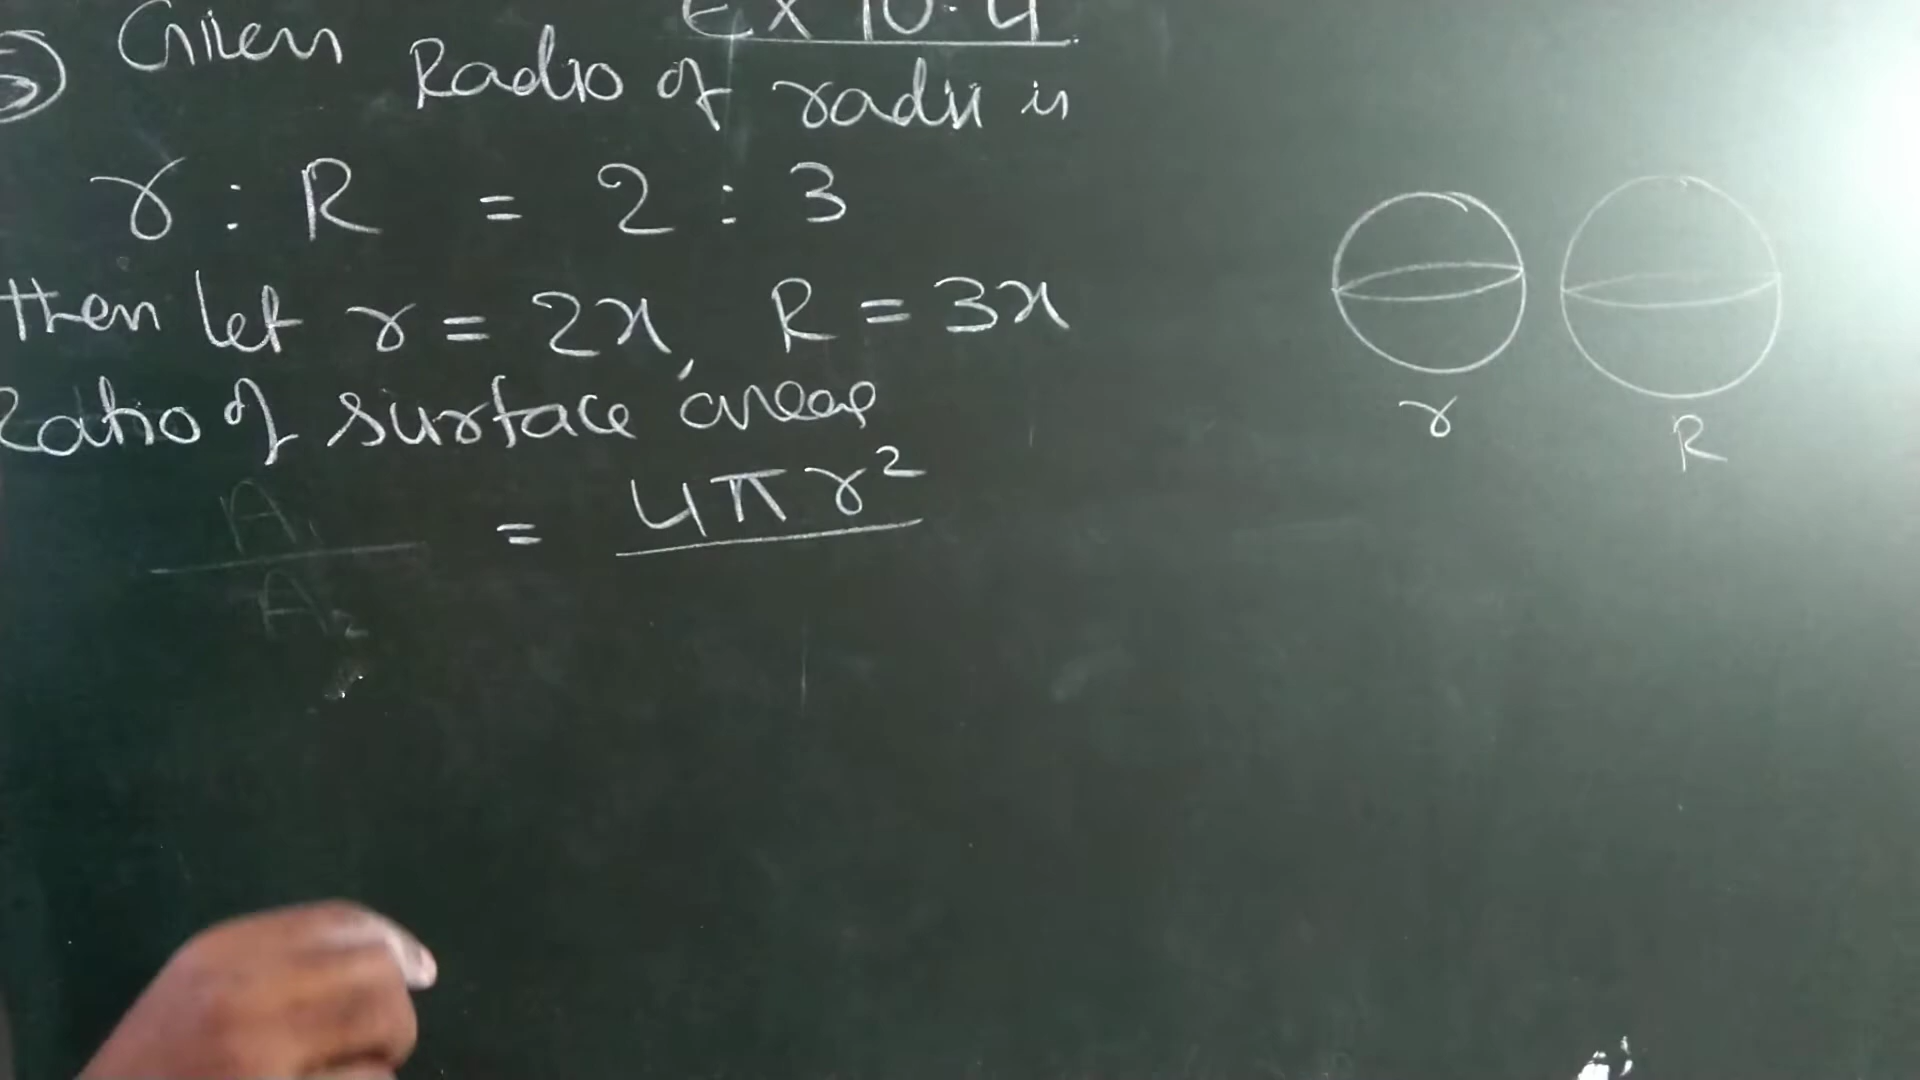 Ex 10.4
5) Given Radio of radii is
r : R = 2 : 3
then let r = 2x, R = 3x
Ratio of surface areas
A1 / A2 = 4πr² /
r
R